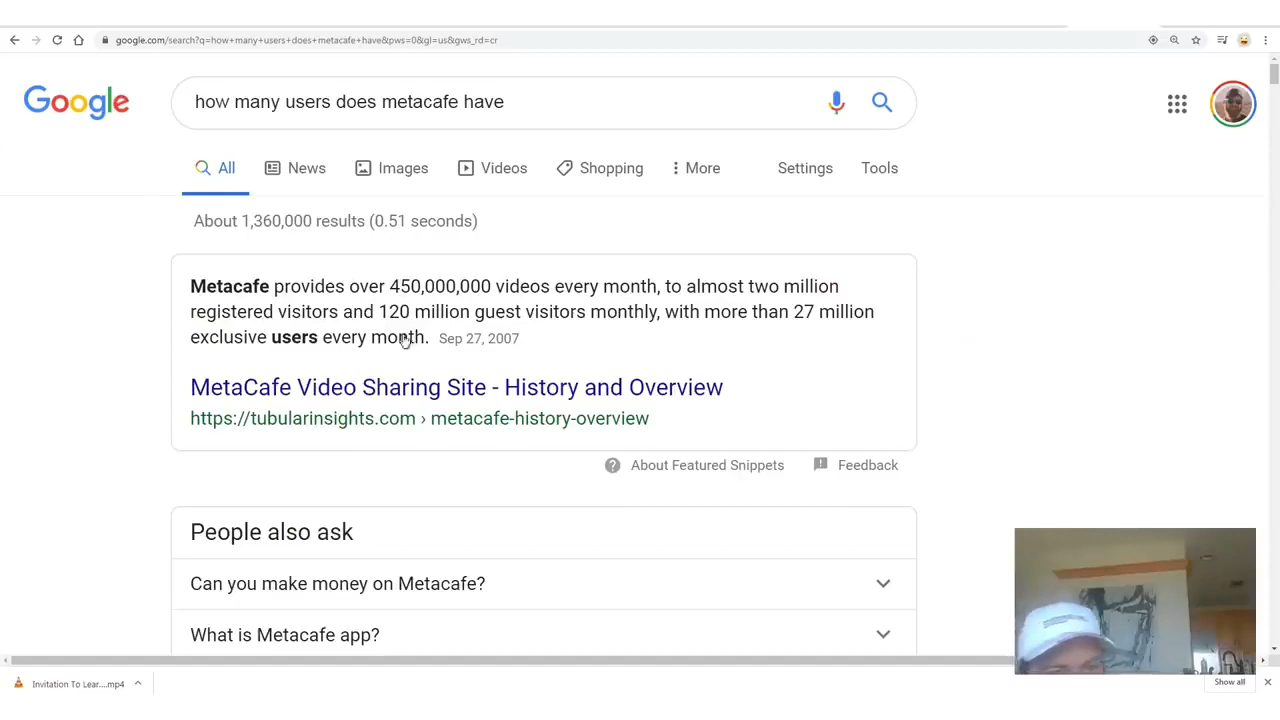 google.com/search?q=how+many+users+does+metacafe+have&pws=0&gl=us&gws_rd=cr
Google
how many users does metacafe have
All News Images Videos Shopping More Settings Tools
About 1,360,000 results (0.51 seconds)
Metacafe provides over 450,000,000 videos every month, to almost two million
registered visitors and 120 million guest visitors monthly, with more than 27 million
exclusive users every month. Sep 27, 2007
MetaCafe Video Sharing Site - History and Overview
https://tubularinsights.com › metacafe-history-overview
About Featured Snippets Feedback
People also ask
Can you make money on Metacafe?
What is Metacafe app?
Invitation To Lear....mp4
Show all